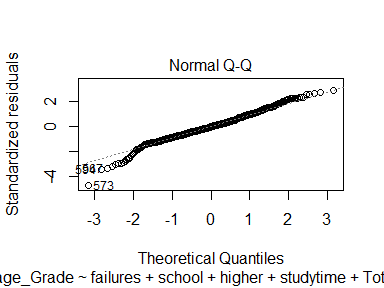 Normal Q-Q
Standardized residuals
2
0
-4
573
-3 -2 -1 0 1 2 3
Theoretical Quantiles
age_Grade ~ failures + school + higher + studytime + Tot